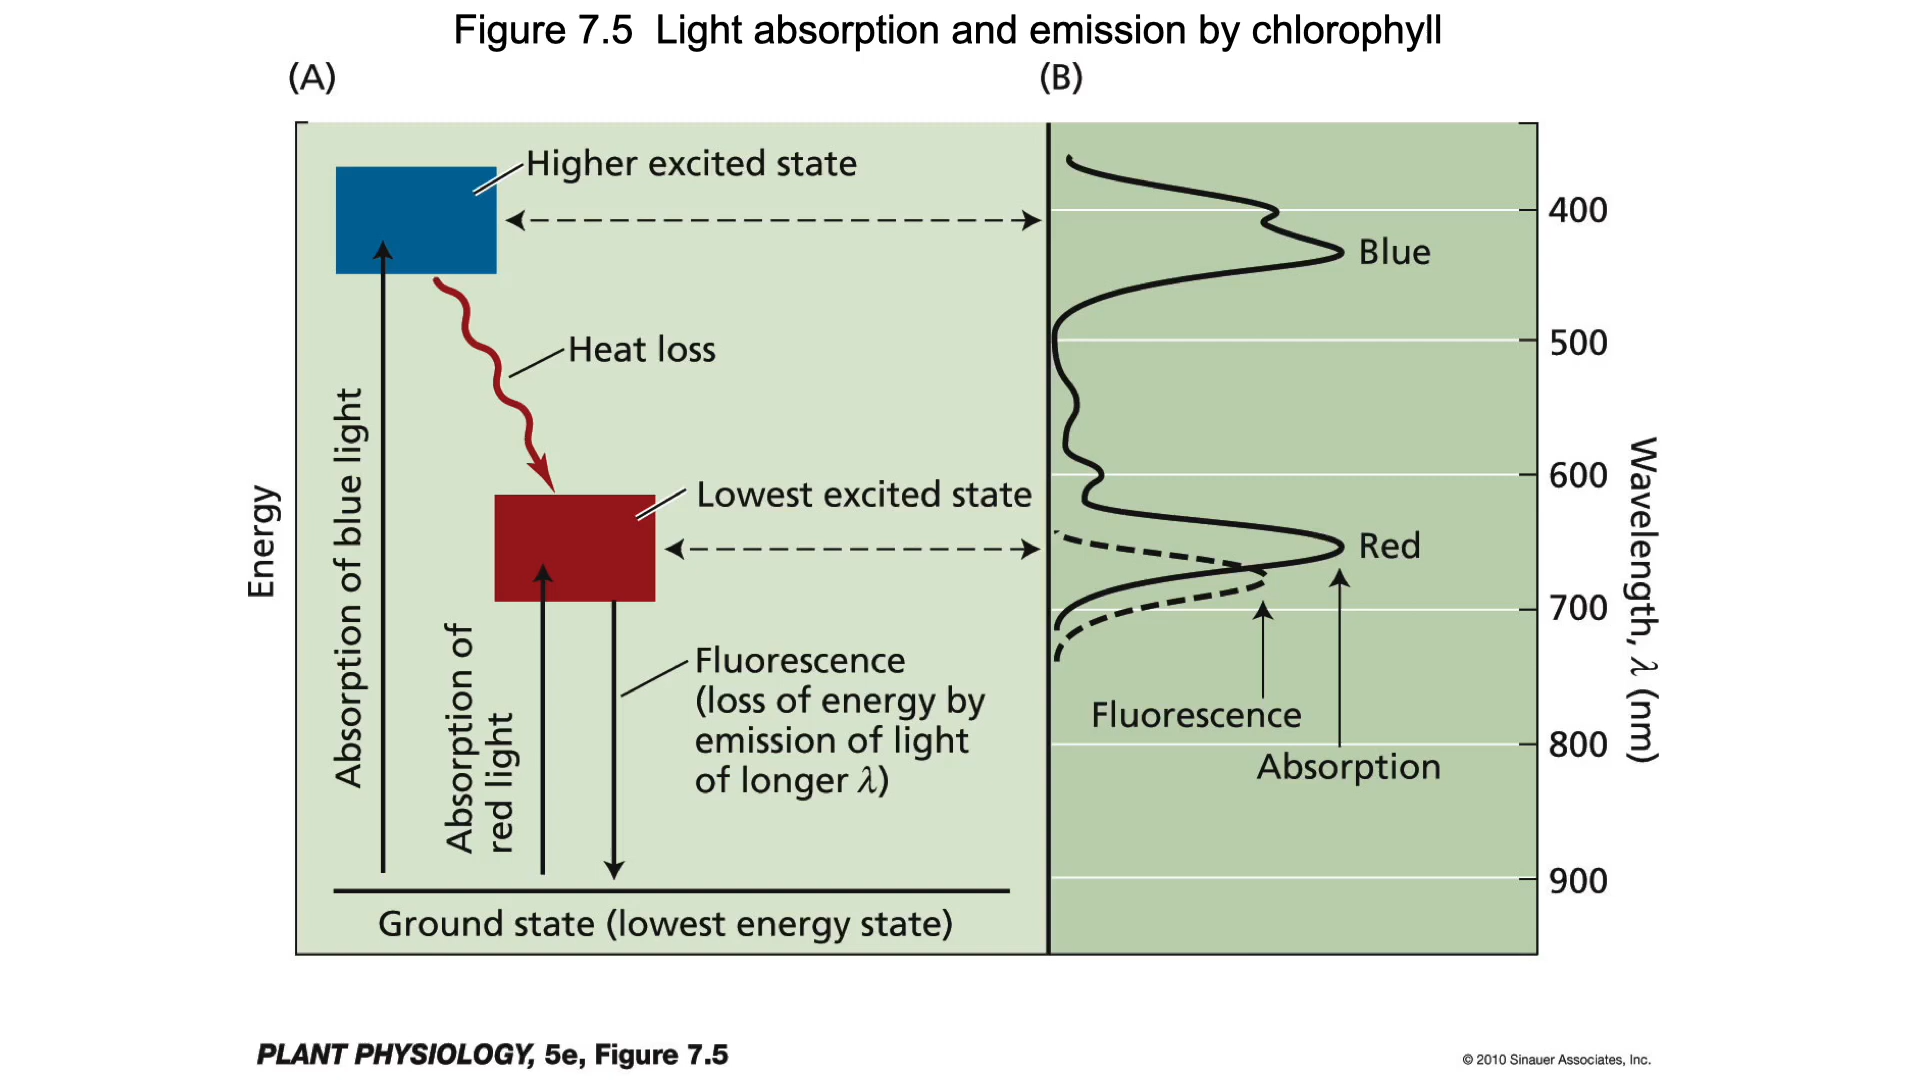 Figure 7.5 Light absorption and emission by chlorophyll
(A)
Energy
Higher excited state
Heat loss
Absorption of blue light
Lowest excited state
Absorption of
red light
Fluorescence
(loss of energy by
emission of light
of longer λ)
Ground state (lowest energy state)
(B)
400
Blue
500
600
Red
700
Fluorescence
800
Absorption
900
Wavelength, λ (nm)
PLANT PHYSIOLOGY, 5e, Figure 7.5
© 2010 Sinauer Associates, Inc.